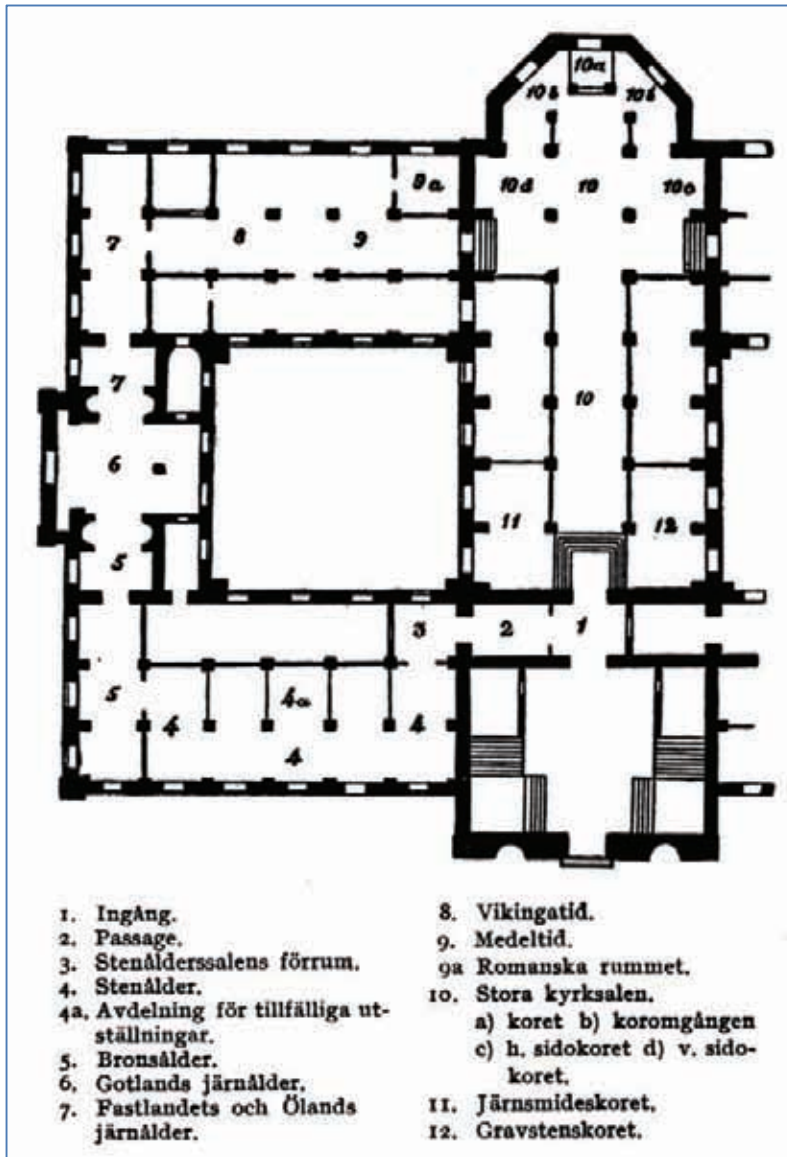 10a
10b 10b
9a
10d 10 10c
7 8 9
7
10
6
11 12
5
3 2 1
5 4 4a 4
4
1. Ingång.
2. Passage.
3. Stenålderssalens förrum.
4. Stenålder.
4a. Avdelning för tillfälliga ut-
ställningar.
5. Bronsålder.
6. Gotlands järnålder.
7. Fastlandets och Ölands
järnålder.
8. Vikingatid.
9. Medeltid.
9a Romanska rummet.
10. Stora kyrksalen.
a) koret b) koromgången
c) h. sidokoret d) v. sido-
koret.
11. Järnsmideskoret.
12. Gravstenskoret.